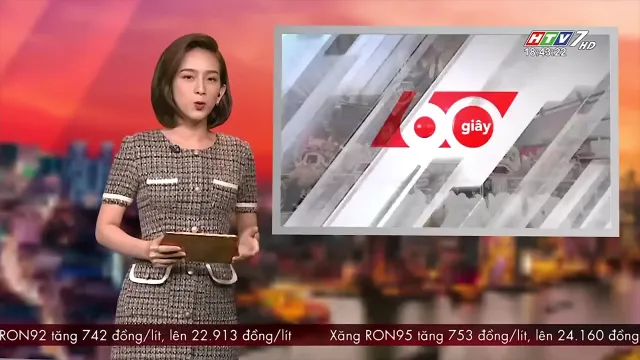 HTV7 HD
18:43:22
60 giây
RON92 tăng 742 đồng/lít, lên 22.913 đồng/lít Xăng RON95 tăng 753 đồng/lít, lên 24.160 đồng/